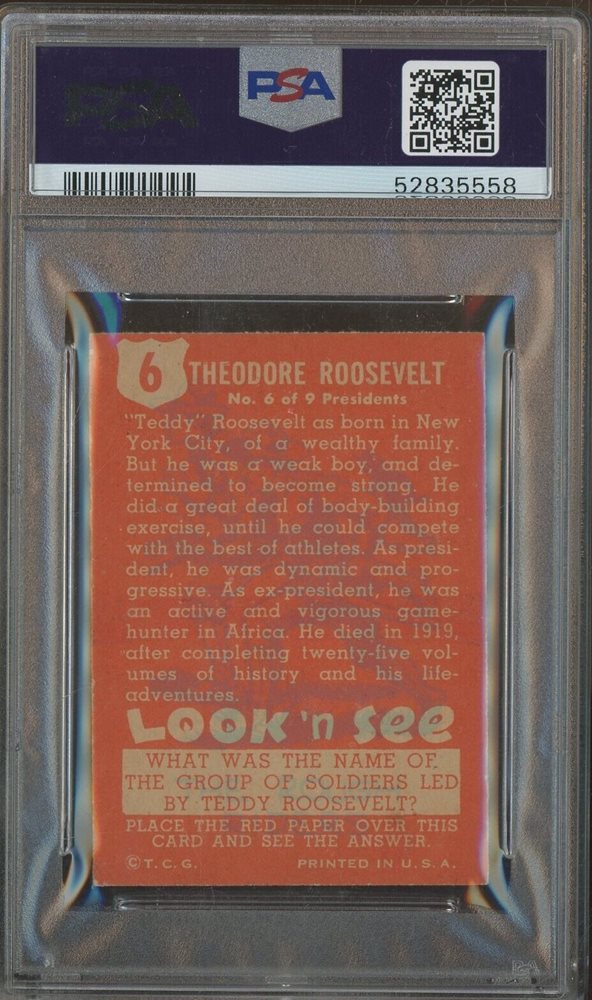 PSA
52835558
6 THEODORE ROOSEVELT
No. 6 of 9 Presidents
"Teddy" Roosevelt as born in New
York City, of a wealthy family.
But he was a weak boy, and de-
termined to become strong. He
did a great deal of body-building
exercise, until he could compete
with the best of athletes. As presi-
dent, he was dynamic and pro-
gressive. As ex-president, he was
an active and vigorous game-
hunter in Africa. He died in 1919,
after completing twenty-five vol-
umes of history and his life-
adventures.
LOOK 'n See
WHAT WAS THE NAME OF
THE GROUP OF SOLDIERS LED
BY TEDDY ROOSEVELT?
PLACE THE RED PAPER OVER THIS
CARD AND SEE THE ANSWER.
© T. C. G. PRINTED IN U. S. A.
PSA